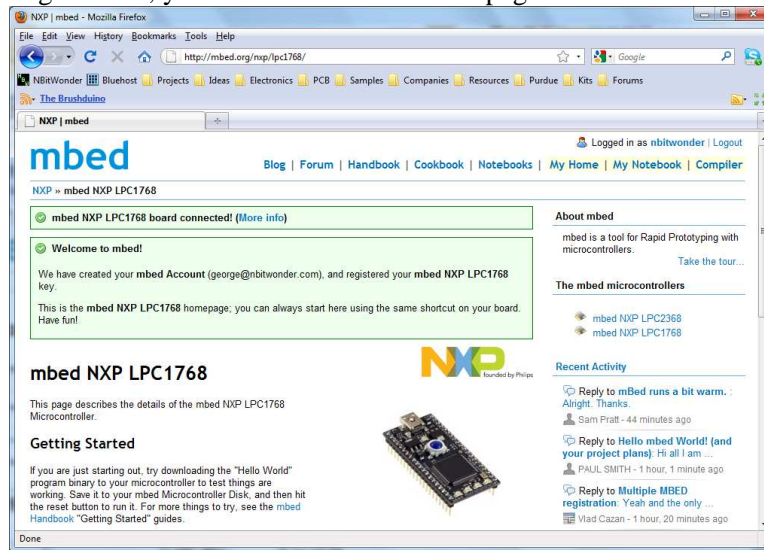 NXP | mbed - Mozilla Firefox
File Edit View History Bookmarks Tools Help
http://mbed.org/nxp/lpc1768/
Google
NBitWonder Bluehost Projects Ideas Electronics PCB Samples Companies Resources Purdue Kits Forums
The Brushduino
NXP | mbed
Logged in as nbitwonder | Logout
mbed
Blog | Forum | Handbook | Cookbook | Notebooks | My Home | My Notebook | Compiler
NXP » mbed NXP LPC1768
mbed NXP LPC1768 board connected! (More info)
Welcome to mbed!
We have created your mbed Account (george@nbitwonder.com), and registered your mbed NXP LPC1768
key.
This is the mbed NXP LPC1768 homepage; you can always start here using the same shortcut on your board.
Have fun!
NXP
founded by Philips
mbed NXP LPC1768
This page describes the details of the mbed NXP LPC1768
Microcontroller.
Getting Started
If you are just starting out, try downloading the "Hello World"
program binary to your microcontroller to test things are
working. Save it to your mbed Microcontroller Disk, and then hit
the reset button to run it. For more things to try, see the mbed
Handbook "Getting Started" guides.
About mbed
mbed is a tool for Rapid Prototyping with
microcontrollers.
Take the tour...
The mbed microcontrollers
mbed NXP LPC2368
mbed NXP LPC1768
Recent Activity
Reply to mBed runs a bit warm. :
Alright. Thanks.
Sam Pratt - 44 minutes ago
Reply to Hello mbed World! (and
your project plans): Hi all I am ...
PAUL SMITH - 1 hour, 1 minute ago
Reply to Multiple MBED
registration: Yeah and the only ...
Vlad Cazan - 1 hour, 20 minutes ago
Done